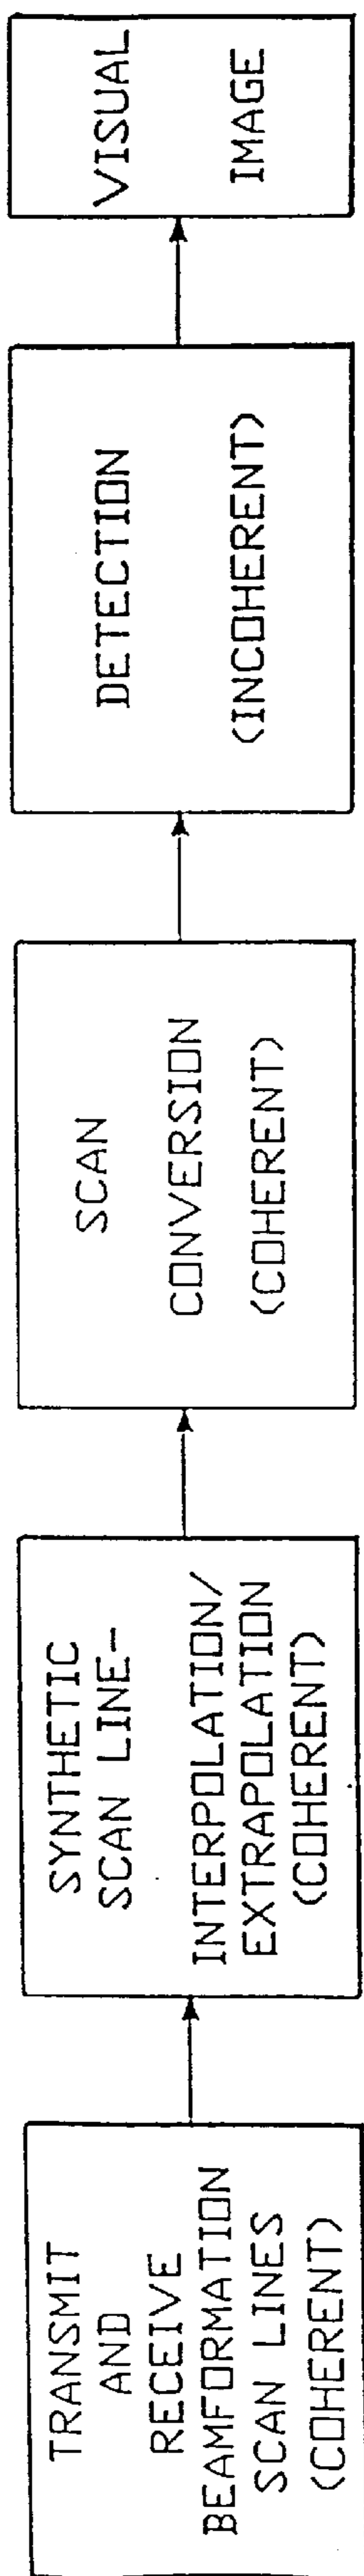 TRANSMIT
AND
RECEIVE
BEAMFORMATION
SCAN LINES
(COHERENT)
SYNTHETIC
SCAN LINE-
INTERPOLATION/
EXTRAPOLATION
(COHERENT)
SCAN
CONVERSION
(COHERENT)
DETECTION
(INCOHERENT)
VISUAL
IMAGE